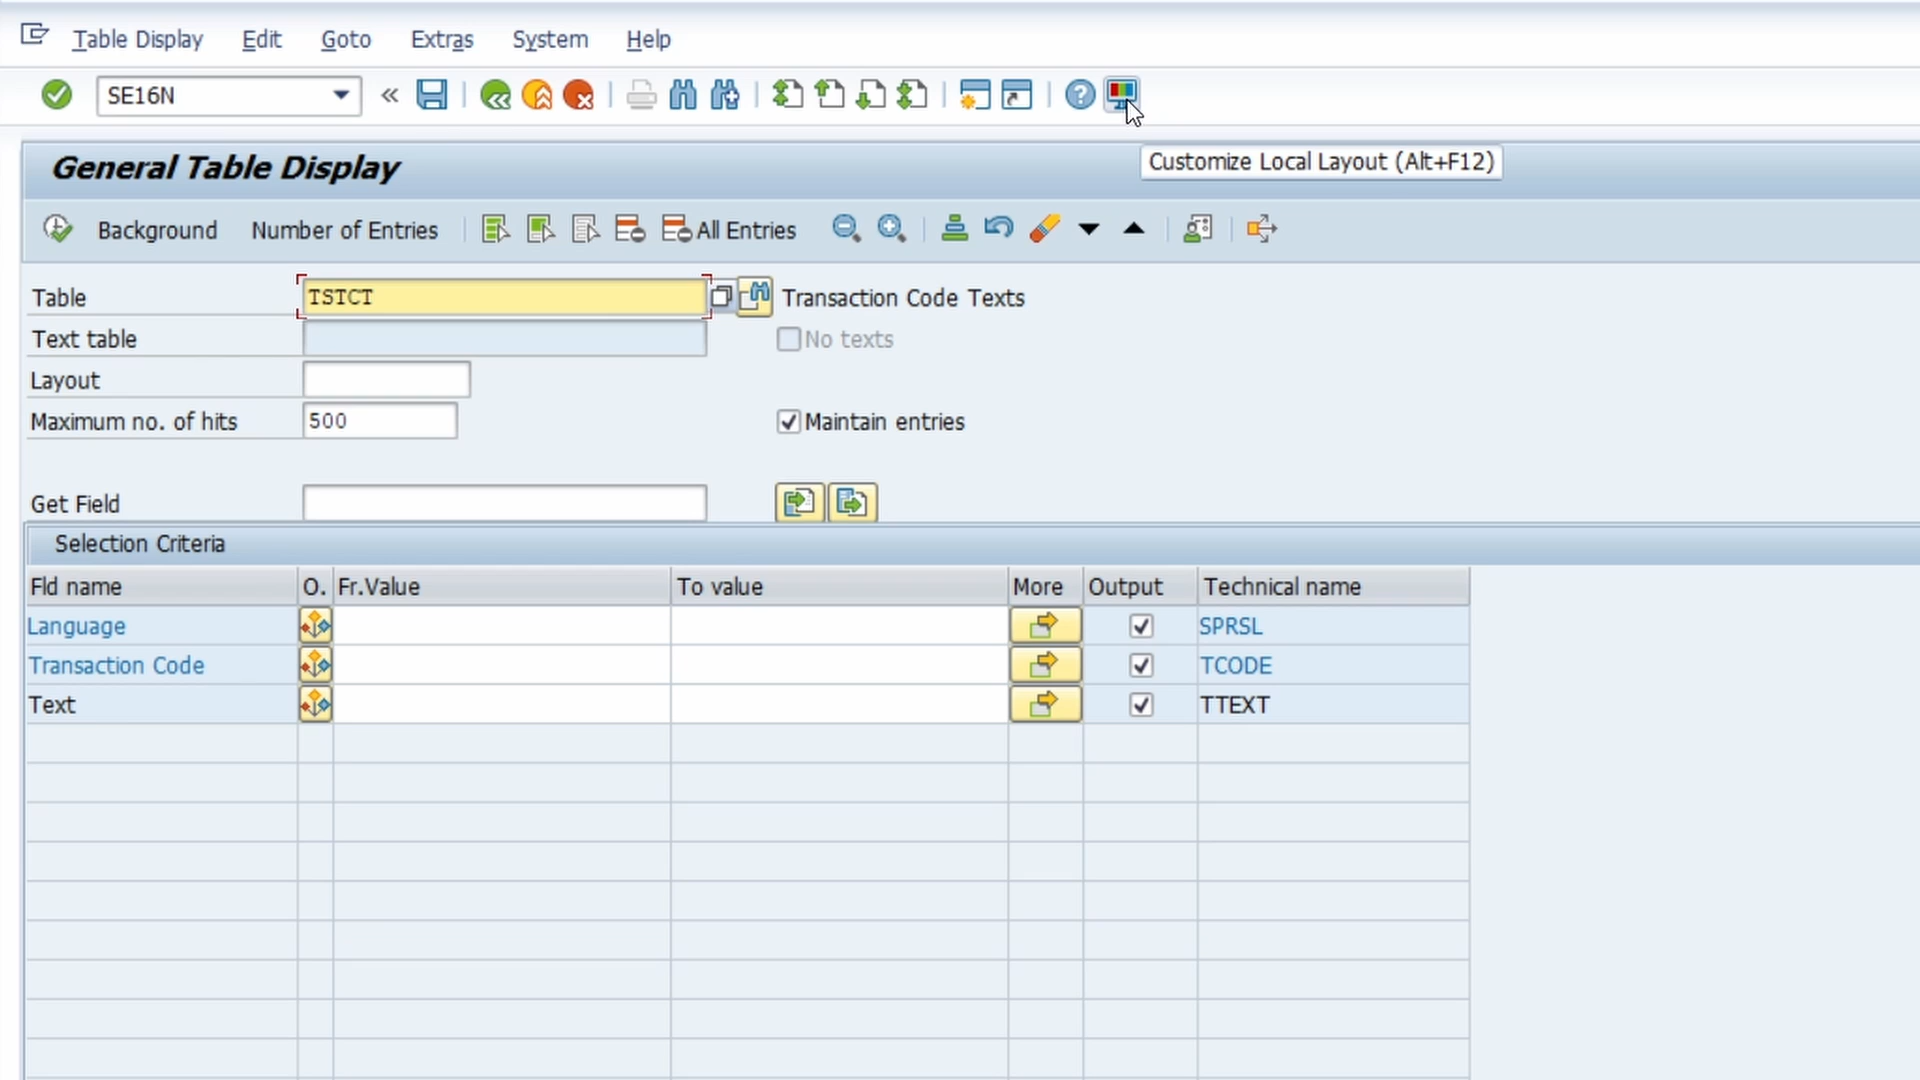 Table Display Edit Goto Extras System Help
SE16N
General Table Display
Customize Local Layout (Alt+F12)
Background Number of Entries All Entries
Table TSTCT Transaction Code Texts
Text table No texts
Layout
Maximum no. of hits 500 Maintain entries
Get Field
Selection Criteria
Fld name O. Fr.Value To value More Output Technical name
Language SPRSL
Transaction Code TCODE
Text TTEXT